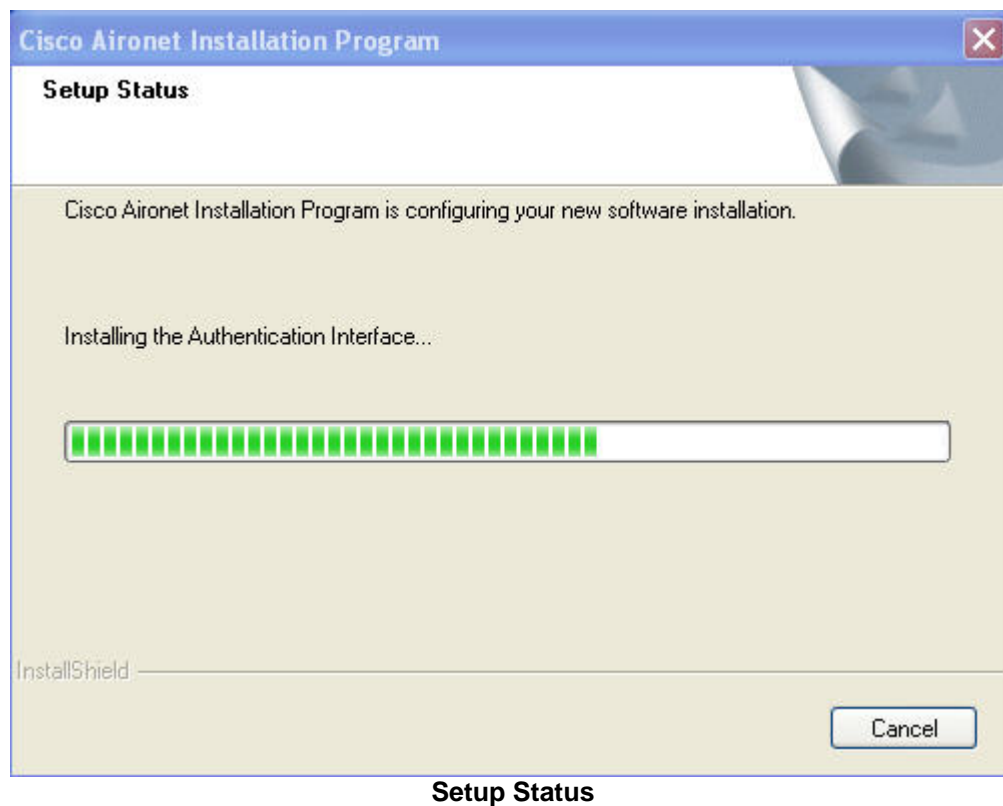 Cisco Aironet Installation Program
Setup Status
Cisco Aironet Installation Program is configuring your new software installation.
Installing the Authentication Interface...
InstallShield
Cancel
Setup Status